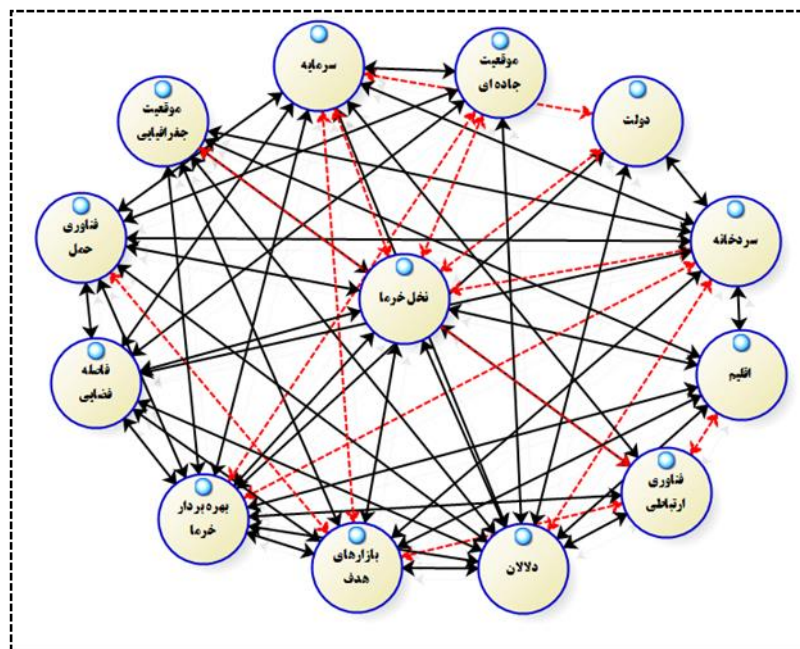 سرمایه
موقعیت
جاده ای
موقعیت
جغرافیایی
دولت
فناوری
حمل
سردخانه
نخل خرما
فاصله
فضایی
اقلیم
فناوری
ارتباطی
بهره بردار
خرما
بازارهای
هدف
دلالان